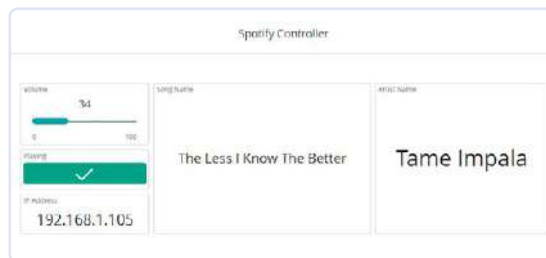 Spotify Controller
Volume
34
0 100
Playing
IP Address
192.168.1.105
Song Name
The Less I Know The Better
Artist Name
Tame Impala